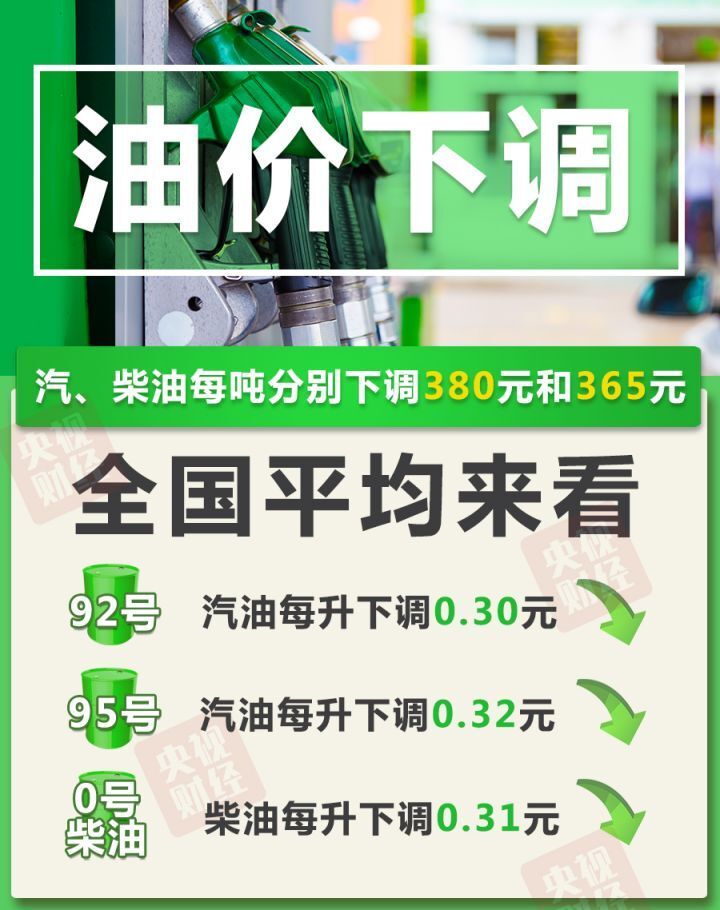 油价下调
汽、柴油每吨分别下调380元和365元
全国平均来看
92号 汽油每升下调0.30元
95号 汽油每升下调0.32元
0号
柴油 柴油每升下调0.31元
央视
财经
央视
财经
央视
财经
央视
财经